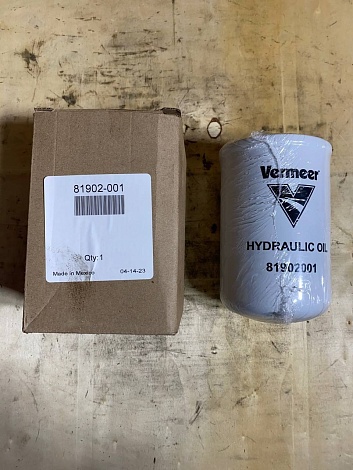 81902-001
Qty:1
Made in Mexico 04-14-23
Vermeer
HYDRAULIC OIL
81902001